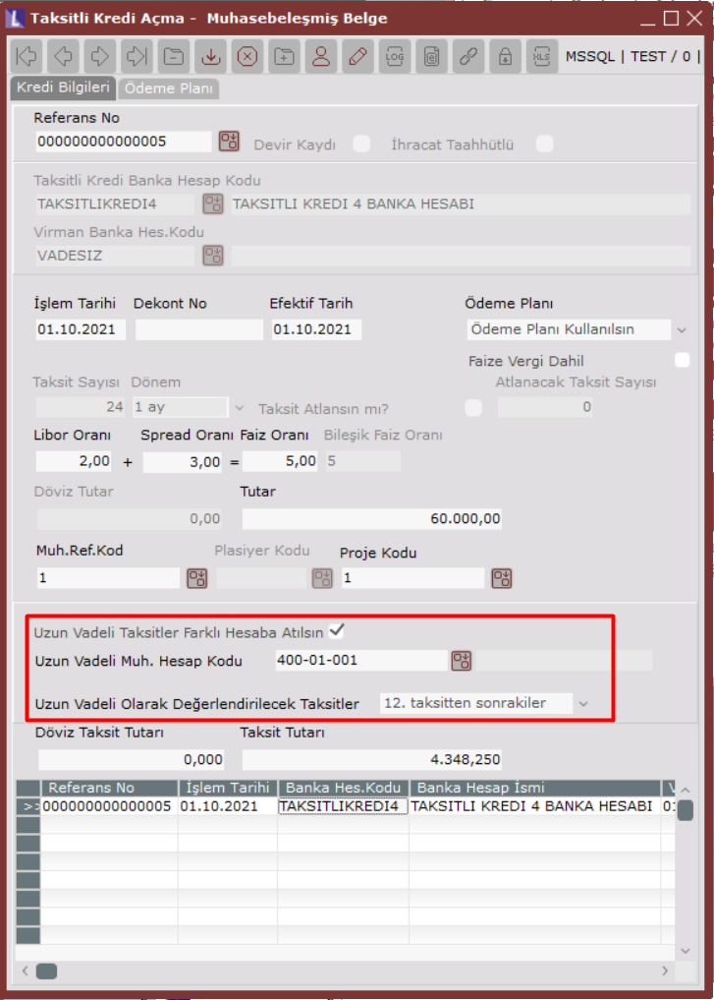 Taksitli Kredi Açma - Muhasebeleşmiş Belge
LOG XLS MSSQL | TEST / 0 |
Kredi Bilgileri Ödeme Planı
Referans No
000000000000005 Devir Kaydı İhracat Taahhütlü
Taksitli Kredi Banka Hesap Kodu
TAKSITLIKREDI4 TAKSITLI KREDI 4 BANKA HESABI
Virman Banka Hes.Kodu
VADESIZ
İşlem Tarihi Dekont No Efektif Tarih Ödeme Planı
01.10.2021 01.10.2021 Ödeme Planı Kullanılsın
Faize Vergi Dahil
Taksit Sayısı Dönem Atlanacak Taksit Sayısı
24 1 ay Taksit Atlansın mı? 0
Libor Oranı Spread Oranı Faiz Oranı Bileşik Faiz Oranı
2,00 + 3,00 = 5,00 5
Döviz Tutar Tutar
0,00 60.000,00
Muh.Ref.Kod Plasiyer Kodu Proje Kodu
1 1
Uzun Vadeli Taksitler Farklı Hesaba Atılsın
Uzun Vadeli Muh. Hesap Kodu 400-01-001
Uzun Vadeli Olarak Değerlendirilecek Taksitler 12. taksitten sonrakiler
Döviz Taksit Tutarı Taksit Tutarı
0,000 4.348,250
Referans No İşlem Tarihi Banka Hes.Kodu Banka Hesap İsmi V
>>000000000000005 01.10.2021 TAKSITLIKREDI4 TAKSITLI KREDI 4 BANKA HESABI 01